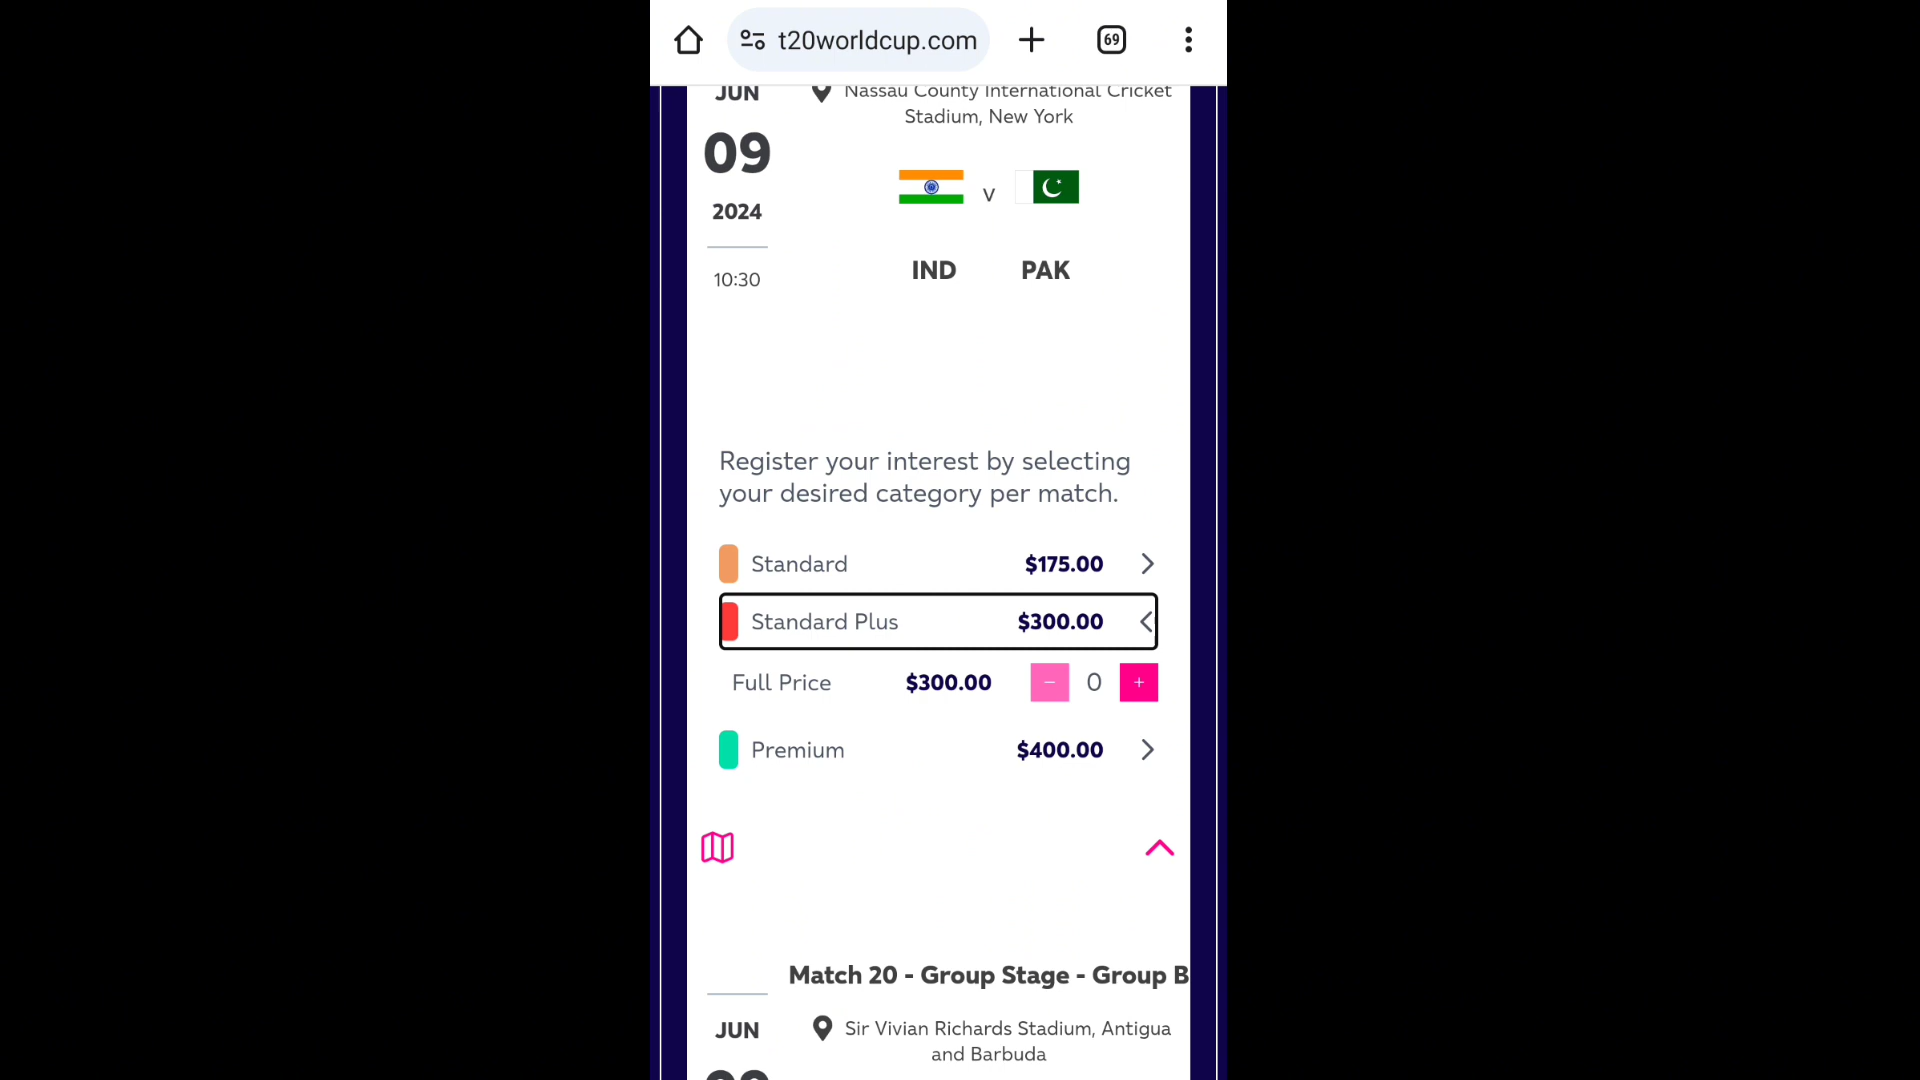 t20worldcup.com
69
JUN
Nassau County International Cricket
Stadium, New York
09
2024
v
10:30
IND
PAK
Register your interest by selecting
your desired category per match.
Standard $175.00
Standard Plus $300.00
Full Price $300.00 − 0 +
Premium $400.00
Match 20 - Group Stage - Group B
JUN
Sir Vivian Richards Stadium, Antigua
and Barbuda